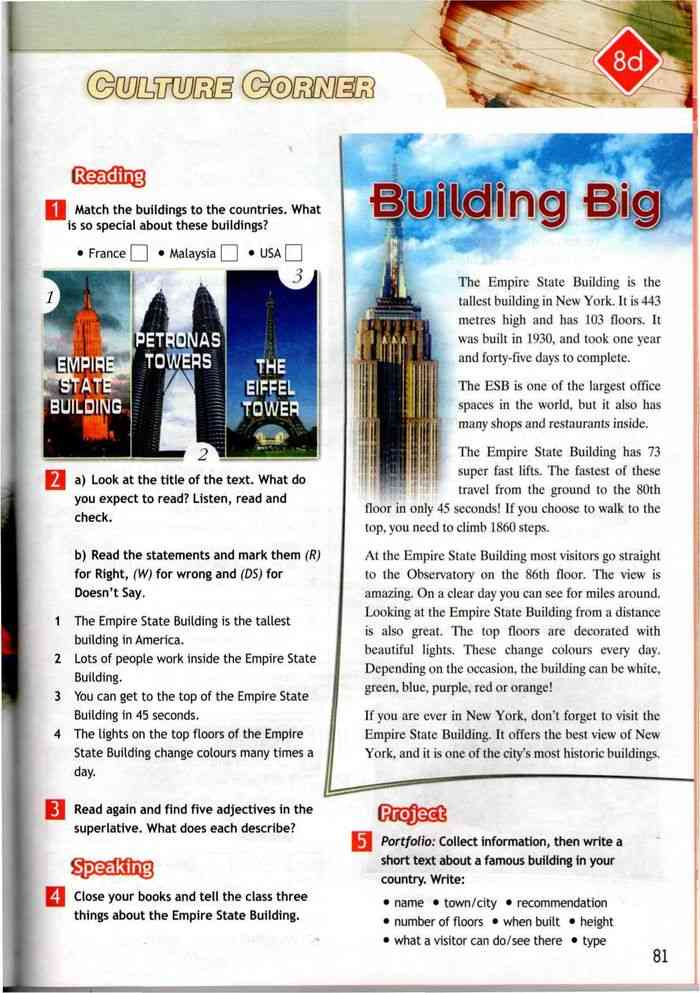 8d
CULTURE CORNER
Reading
1 Match the buildings to the countries. What
is so special about these buildings?
• France • Malaysia • USA
1
3
EMPIRE
STATE
BUILDING
PETRONAS
TOWERS
THE
EIFFEL
TOWER
2
2 a) Look at the title of the text. What do
you expect to read? Listen, read and
check.
b) Read the statements and mark them (R)
for Right, (W) for wrong and (DS) for
Doesn't Say.
1 The Empire State Building is the tallest
building in America.
2 Lots of people work inside the Empire State
Building.
3 You can get to the top of the Empire State
Building in 45 seconds.
4 The lights on the top floors of the Empire
State Building change colours many times a
day.
3 Read again and find five adjectives in the
superlative. What does each describe?
Speaking
4 Close your books and tell the class three
things about the Empire State Building.
Building Big
The Empire State Building is the
tallest building in New York. It is 443
metres high and has 103 floors. It
was built in 1930, and took one year
and forty-five days to complete.
The ESB is one of the largest office
spaces in the world, but it also has
many shops and restaurants inside.
The Empire State Building has 73
super fast lifts. The fastest of these
travel from the ground to the 80th
floor in only 45 seconds! If you choose to walk to the
top, you need to climb 1860 steps.
At the Empire State Building most visitors go straight
to the Observatory on the 86th floor. The view is
amazing. On a clear day you can see for miles around.
Looking at the Empire State Building from a distance
is also great. The top floors are decorated with
beautiful lights. These change colours every day.
Depending on the occasion, the building can be white,
green, blue, purple, red or orange!
If you are ever in New York, don't forget to visit the
Empire State Building. It offers the best view of New
York, and it is one of the city's most historic buildings.
Project
5 Portfolio: Collect information, then write a
short text about a famous building in your
country. Write:
• name • town/city • recommendation
• number of floors • when built • height
• what a visitor can do/see there • type
81